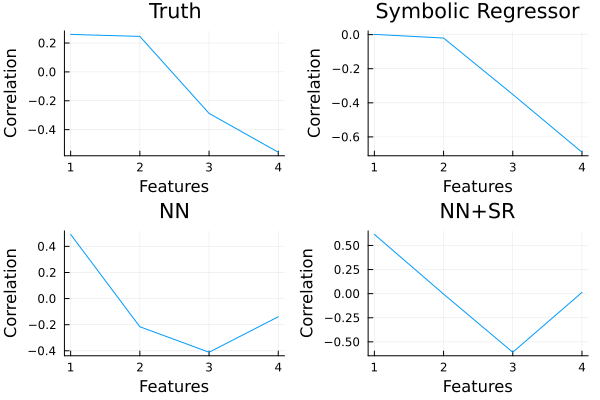 Truth
Correlation
0.2
0.0
−0.2
−0.4
1 2 3 4
Features
Symbolic Regressor
Correlation
0.0
−0.2
−0.4
−0.6
1 2 3 4
Features
NN
Correlation
0.4
0.2
0.0
−0.2
−0.4
1 2 3 4
Features
NN+SR
Correlation
0.50
0.25
0.00
−0.25
−0.50
1 2 3 4
Features